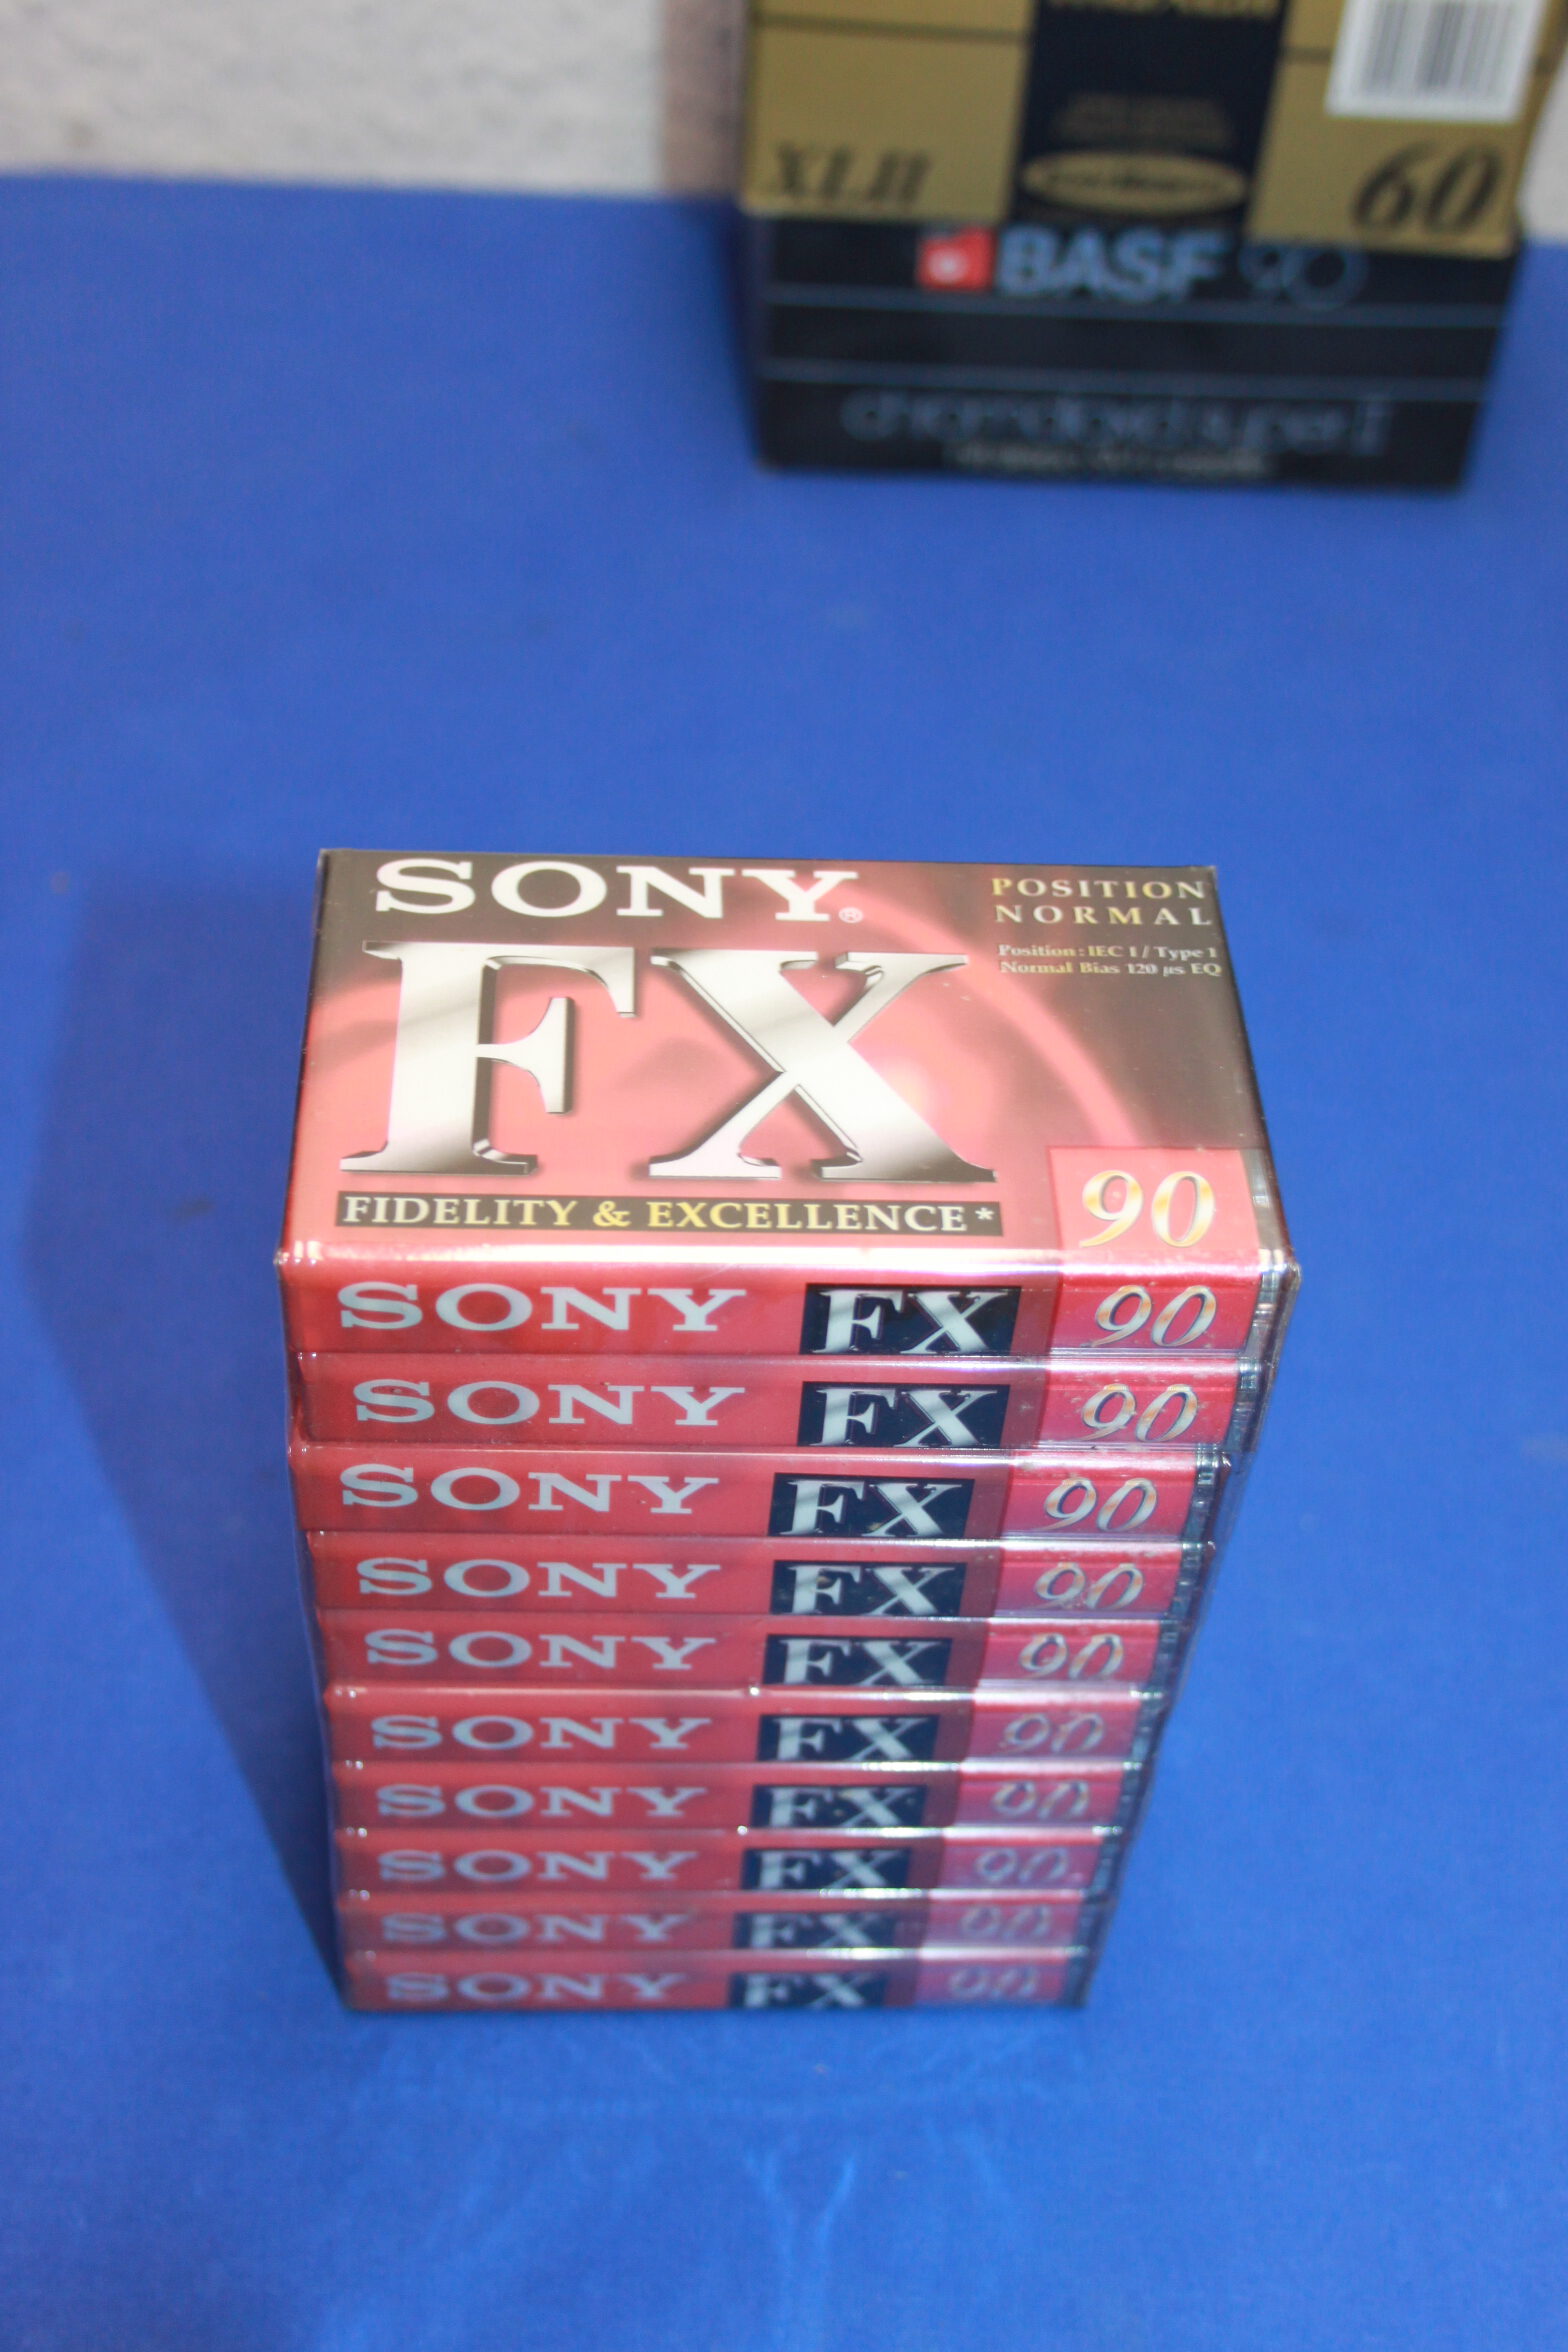 XLII
60
BASF 90
SONY®
POSITION
NORMAL
Position : IEC I / Type I
Normal Bias 120 µs EQ
FX
FIDELITY & EXCELLENCE*
90
SONY FX 90
SONY FX 90
SONY FX 90
SONY FX 90
SONY FX 90
SONY FX 90
SONY FX 90
SONY FX 90
SONY FX 90
SONY FX 90